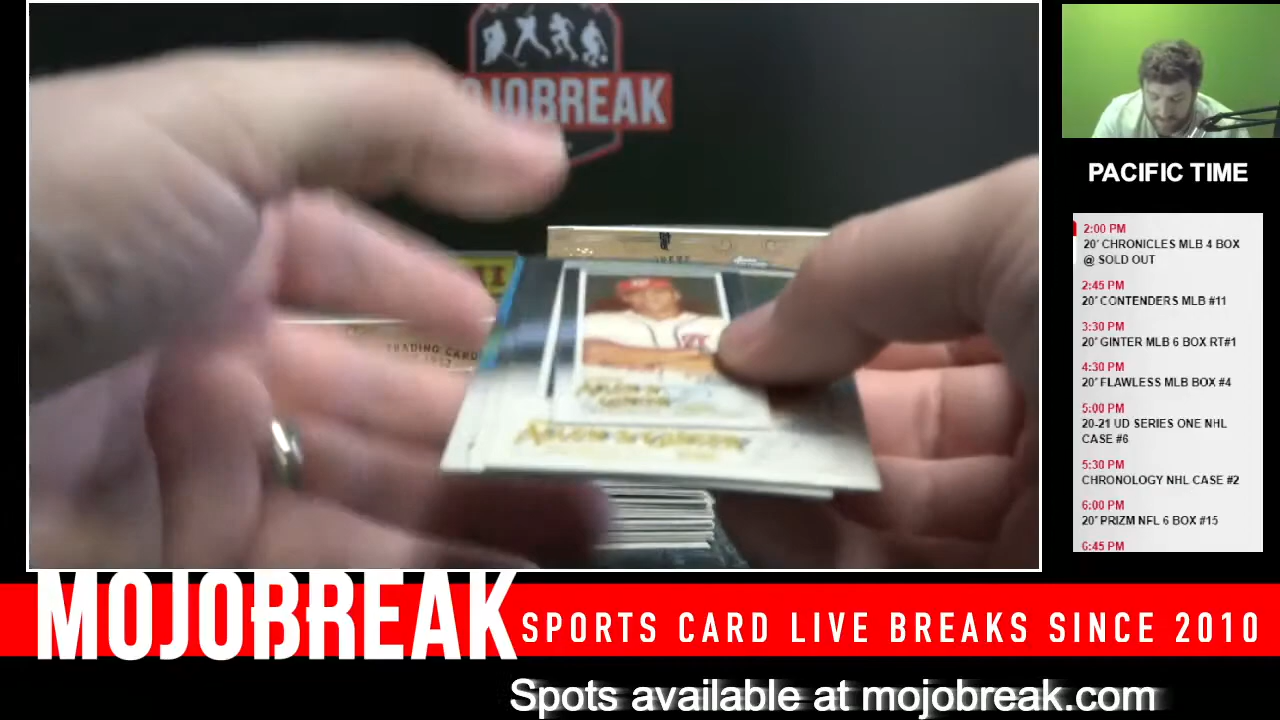 MOJOBREAK
TRADING CARD
ALLEN & GINTER
PACIFIC TIME
2:00 PM
20' CHRONICLES MLB 4 BOX
@ SOLD OUT
2:45 PM
20' CONTENDERS MLB #11
3:30 PM
20' GINTER MLB 6 BOX RT#1
4:30 PM
20' FLAWLESS MLB BOX #4
5:00 PM
20-21 UD SERIES ONE NHL
CASE #6
5:30 PM
CHRONOLOGY NHL CASE #2
6:00 PM
20' PRIZM NFL 6 BOX #15
6:45 PM
MOJOBREAK
SPORTS CARD LIVE BREAKS SINCE 2010
Spots available at mojobreak.com